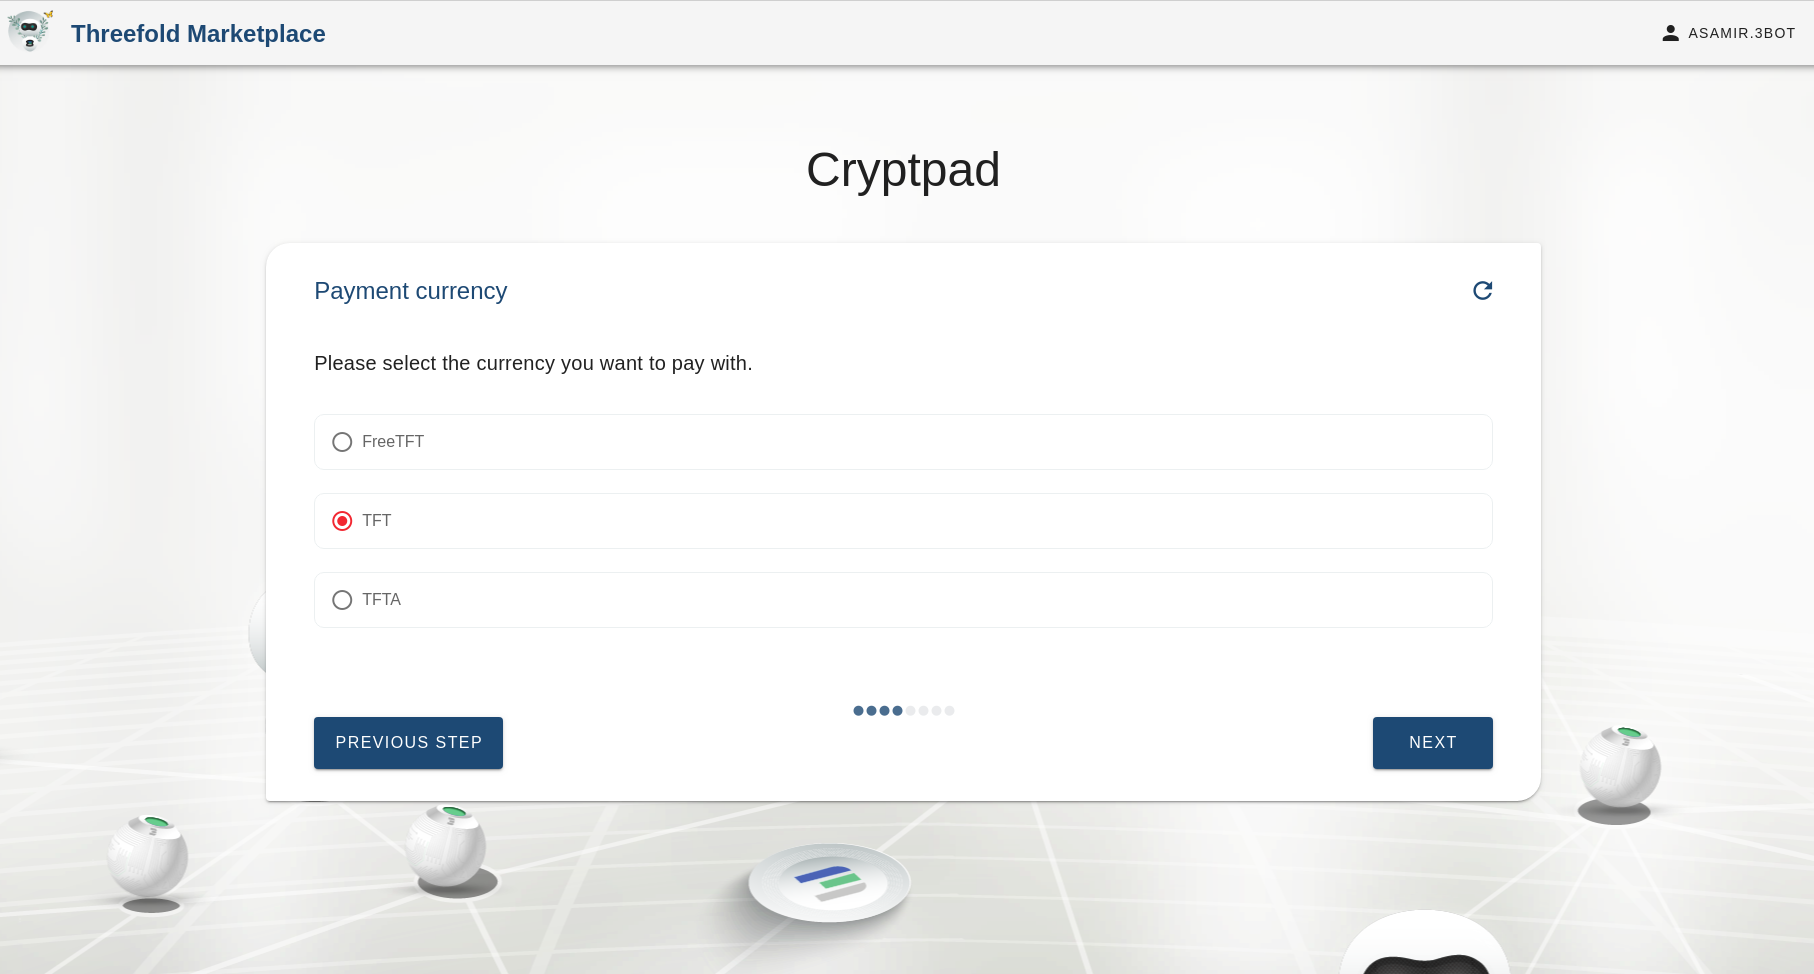 Threefold Marketplace
ASAMIR.3BOT
Cryptpad
Payment currency
Please select the currency you want to pay with.
FreeTFT
TFT
TFTA
PREVIOUS STEP
NEXT